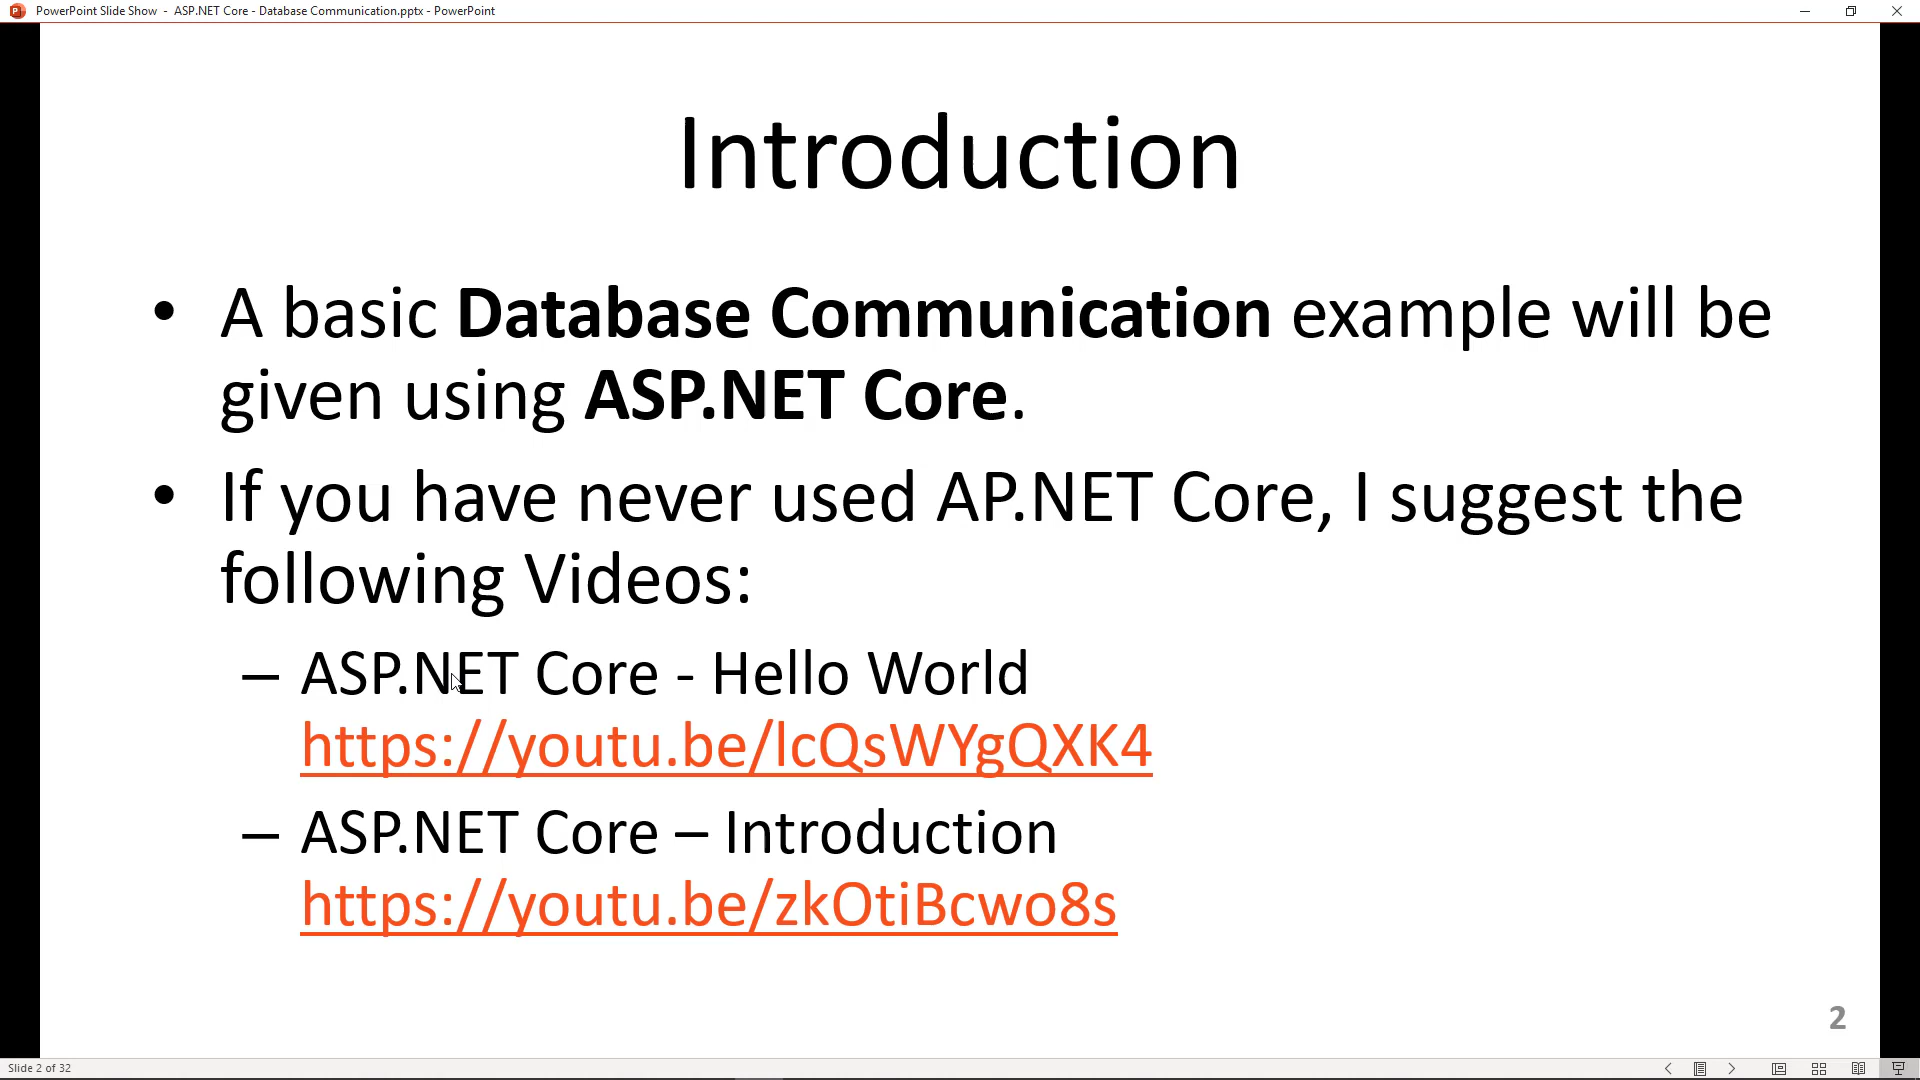 PowerPoint Slide Show - ASP.NET Core - Database Communication.pptx - PowerPoint
Introduction
• A basic Database Communication example will be
given using ASP.NET Core.
• If you have never used AP.NET Core, I suggest the
following Videos:
– ASP.NET Core - Hello World
https://youtu.be/lcQsWYgQXK4
– ASP.NET Core – Introduction
https://youtu.be/zkOtiBcwo8s
2
Slide 2 of 32